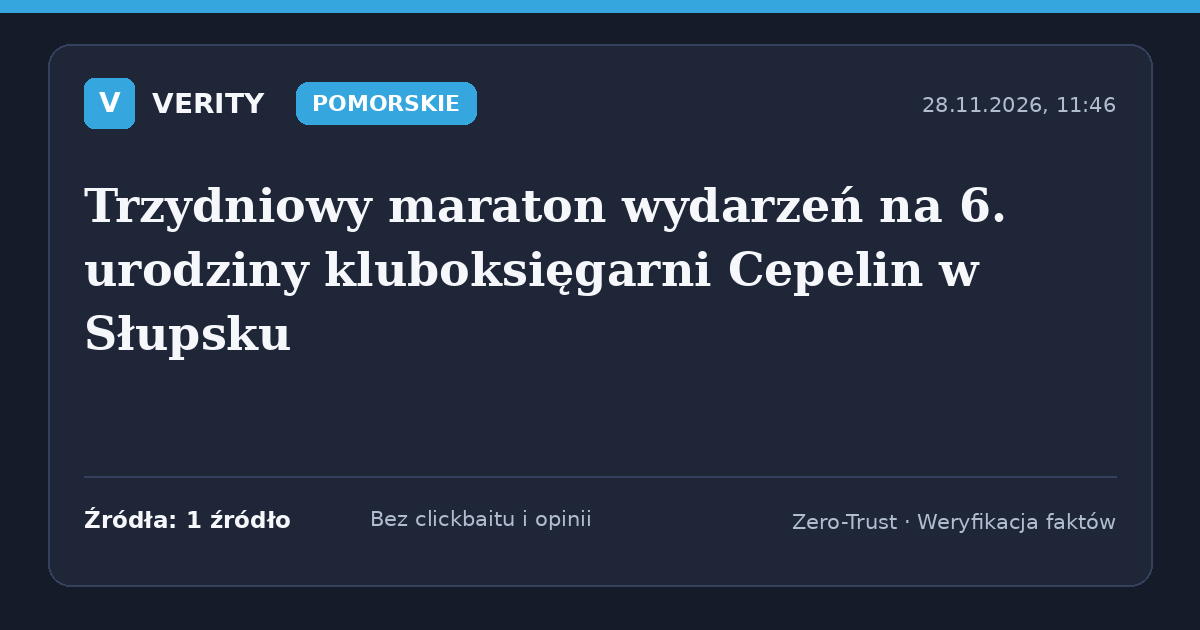 V VERITY POMORSKIE 28.11.2026, 11:46
Trzydniowy maraton wydarzeń na 6.
urodziny kluboksięgarni Cepelin w
Słupsku
Źródła: 1 źródło Bez clickbaitu i opinii Zero-Trust · Weryfikacja faktów